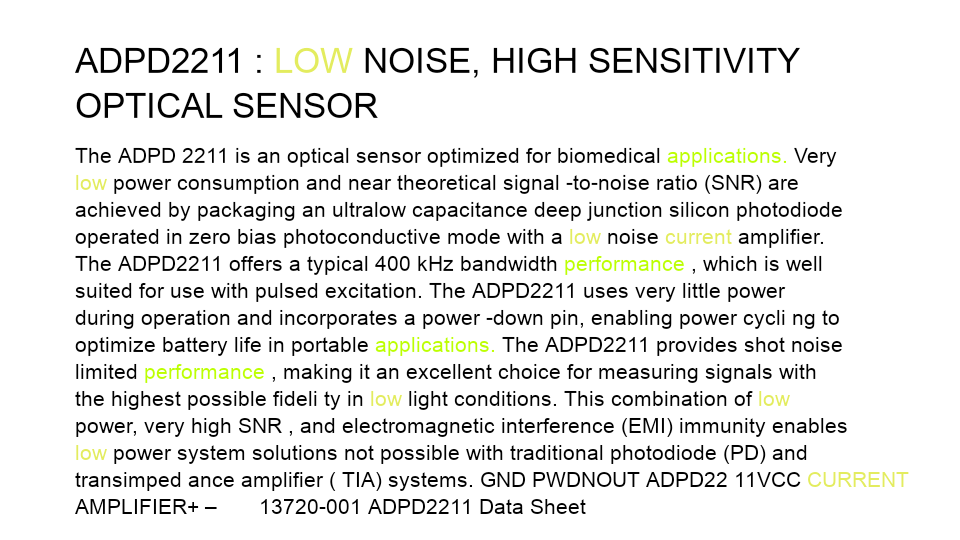 ADPD2211 : LOW NOISE, HIGH SENSITIVITY
OPTICAL SENSOR
The ADPD 2211 is an optical sensor optimized for biomedical applications. Very
low power consumption and near theoretical signal -to-noise ratio (SNR) are
achieved by packaging an ultralow capacitance deep junction silicon photodiode
operated in zero bias photoconductive mode with a low noise current amplifier.
The ADPD2211 offers a typical 400 kHz bandwidth performance , which is well
suited for use with pulsed excitation. The ADPD2211 uses very little power
during operation and incorporates a power -down pin, enabling power cycli ng to
optimize battery life in portable applications. The ADPD2211 provides shot noise
limited performance , making it an excellent choice for measuring signals with
the highest possible fideli ty in low light conditions. This combination of low
power, very high SNR , and electromagnetic interference (EMI) immunity enables
low power system solutions not possible with traditional photodiode (PD) and
transimped ance amplifier ( TIA) systems. GND PWDNOUT ADPD22 11VCC CURRENT
AMPLIFIER+ – 13720-001 ADPD2211 Data Sheet